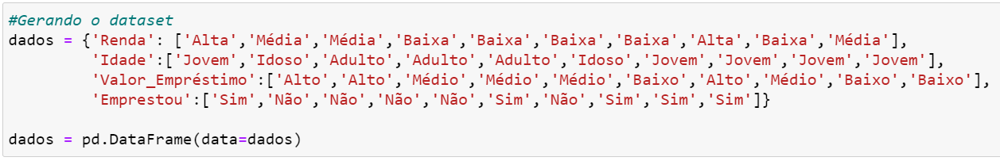 #Gerando o dataset
dados = {'Renda': ['Alta','Média','Média','Baixa','Baixa','Baixa','Baixa','Alta','Baixa','Média'],
'Idade':['Jovem','Idoso','Adulto','Adulto','Adulto','Idoso','Jovem','Jovem','Jovem','Jovem'],
'Valor_Empréstimo':['Alto','Alto','Médio','Médio','Médio','Baixo','Alto','Médio','Baixo','Baixo'],
'Emprestou':['Sim','Não','Não','Não','Não','Sim','Não','Sim','Sim','Sim']}
dados = pd.DataFrame(data=dados)